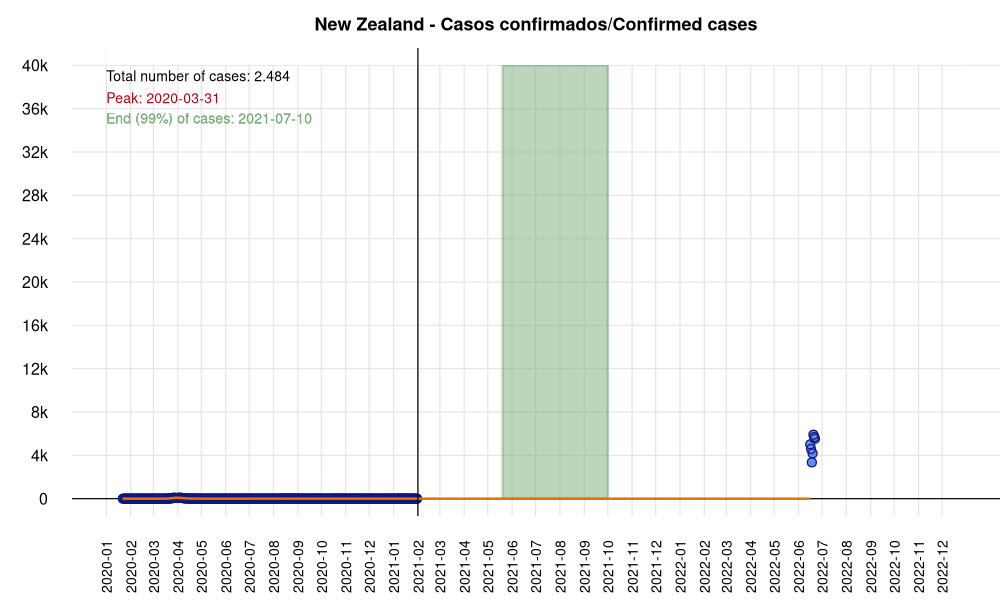 New Zealand - Casos confirmados/Confirmed cases
Total number of cases: 2.484
Peak: 2020-03-31
End (99%) of cases: 2021-07-10
40k
36k
32k
28k
24k
20k
16k
12k
8k
4k
0
2020-01
2020-02
2020-03
2020-04
2020-05
2020-06
2020-07
2020-08
2020-09
2020-10
2020-11
2020-12
2021-01
2021-02
2021-03
2021-04
2021-05
2021-06
2021-07
2021-08
2021-09
2021-10
2021-11
2021-12
2022-01
2022-02
2022-03
2022-04
2022-05
2022-06
2022-07
2022-08
2022-09
2022-10
2022-11
2022-12